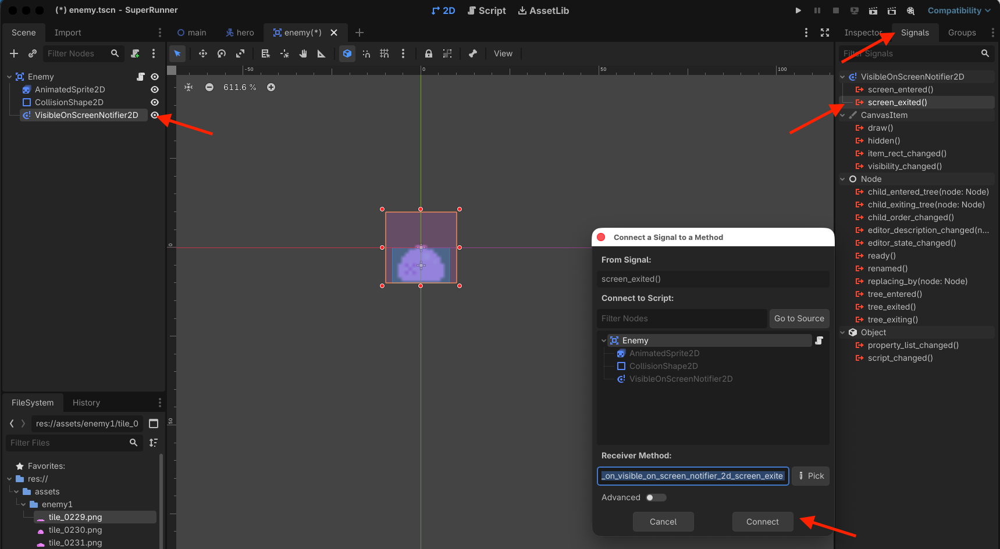 (*) enemy.tscn - SuperRunner
2D
Script
AssetLib
Compatibility
Scene
Import
Filter Nodes
Enemy
AnimatedSprite2D
CollisionShape2D
VisibleOnScreenNotifier2D
FileSystem
History
res://assets/enemy1/tile_0
Filter Files
Favorites:
res://
assets
enemy1
tile_0229.png
tile_0230.png
tile_0231.png
main
hero
enemy(*)
View
-50
0
50
100
611.6 %
0
50
Connect a Signal to a Method
From Signal:
screen_exited()
Connect to Script:
Filter Nodes
Go to Source
Enemy
AnimatedSprite2D
CollisionShape2D
VisibleOnScreenNotifier2D
Receiver Method:
_on_visible_on_screen_notifier_2d_screen_exite
Pick
Advanced
Cancel
Connect
Inspector
Signals
Groups
Filter Signals
VisibleOnScreenNotifier2D
screen_entered()
screen_exited()
CanvasItem
draw()
hidden()
item_rect_changed()
visibility_changed()
Node
child_entered_tree(node: Node)
child_exiting_tree(node: Node)
child_order_changed()
editor_description_changed(n...
editor_state_changed()
ready()
renamed()
replacing_by(node: Node)
tree_entered()
tree_exited()
tree_exiting()
Object
property_list_changed()
script_changed()